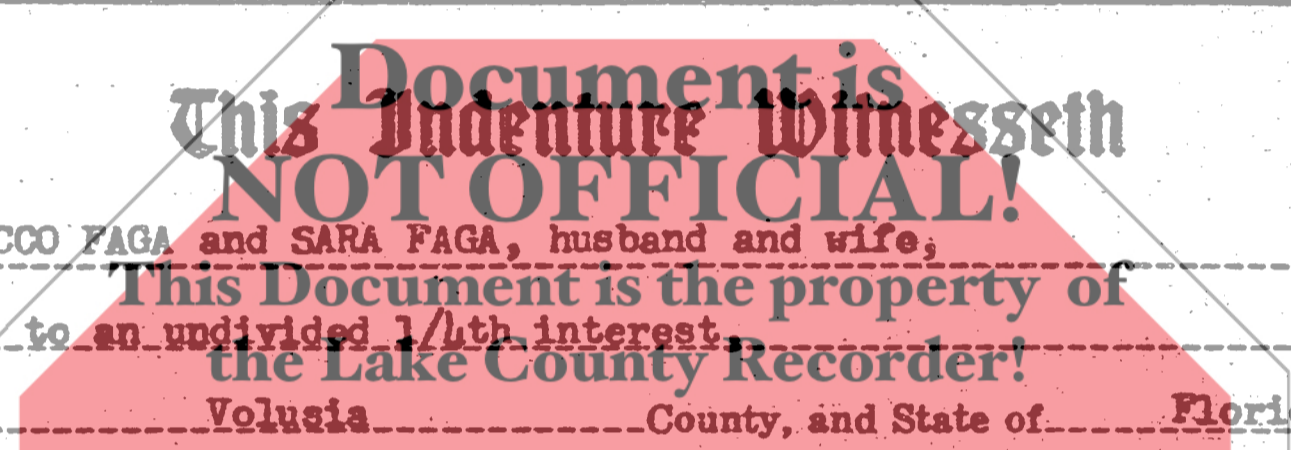 Document is
This Indenture Witnesseth
NOT OFFICIAL!
CCO FAGA and SARA FAGA, husband and wife,
This Document is the property of
to an undivided 1/4th interest
the Lake County Recorder!
Volusia County, and State of Flori